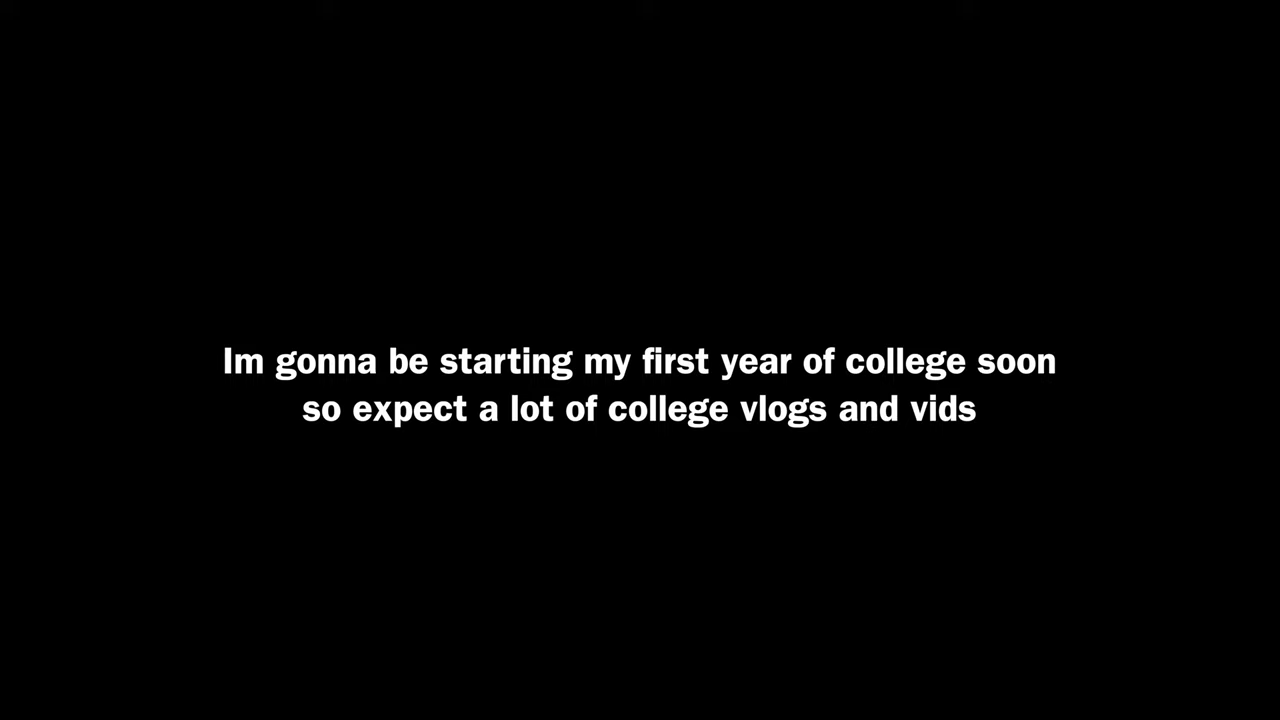 Im gonna be starting my first year of college soon
so expect a lot of college vlogs and vids